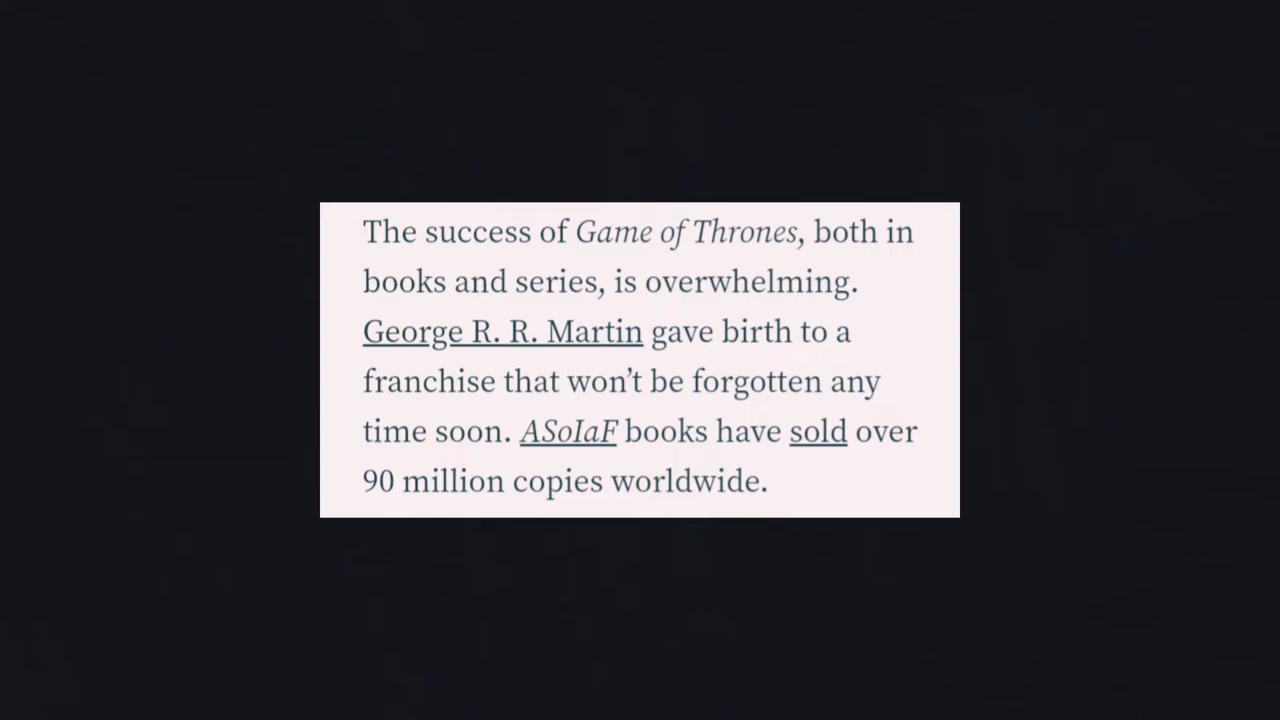 The success of Game of Thrones, both in
books and series, is overwhelming.
George R. R. Martin gave birth to a
franchise that won’t be forgotten any
time soon. ASoIaF books have sold over
90 million copies worldwide.